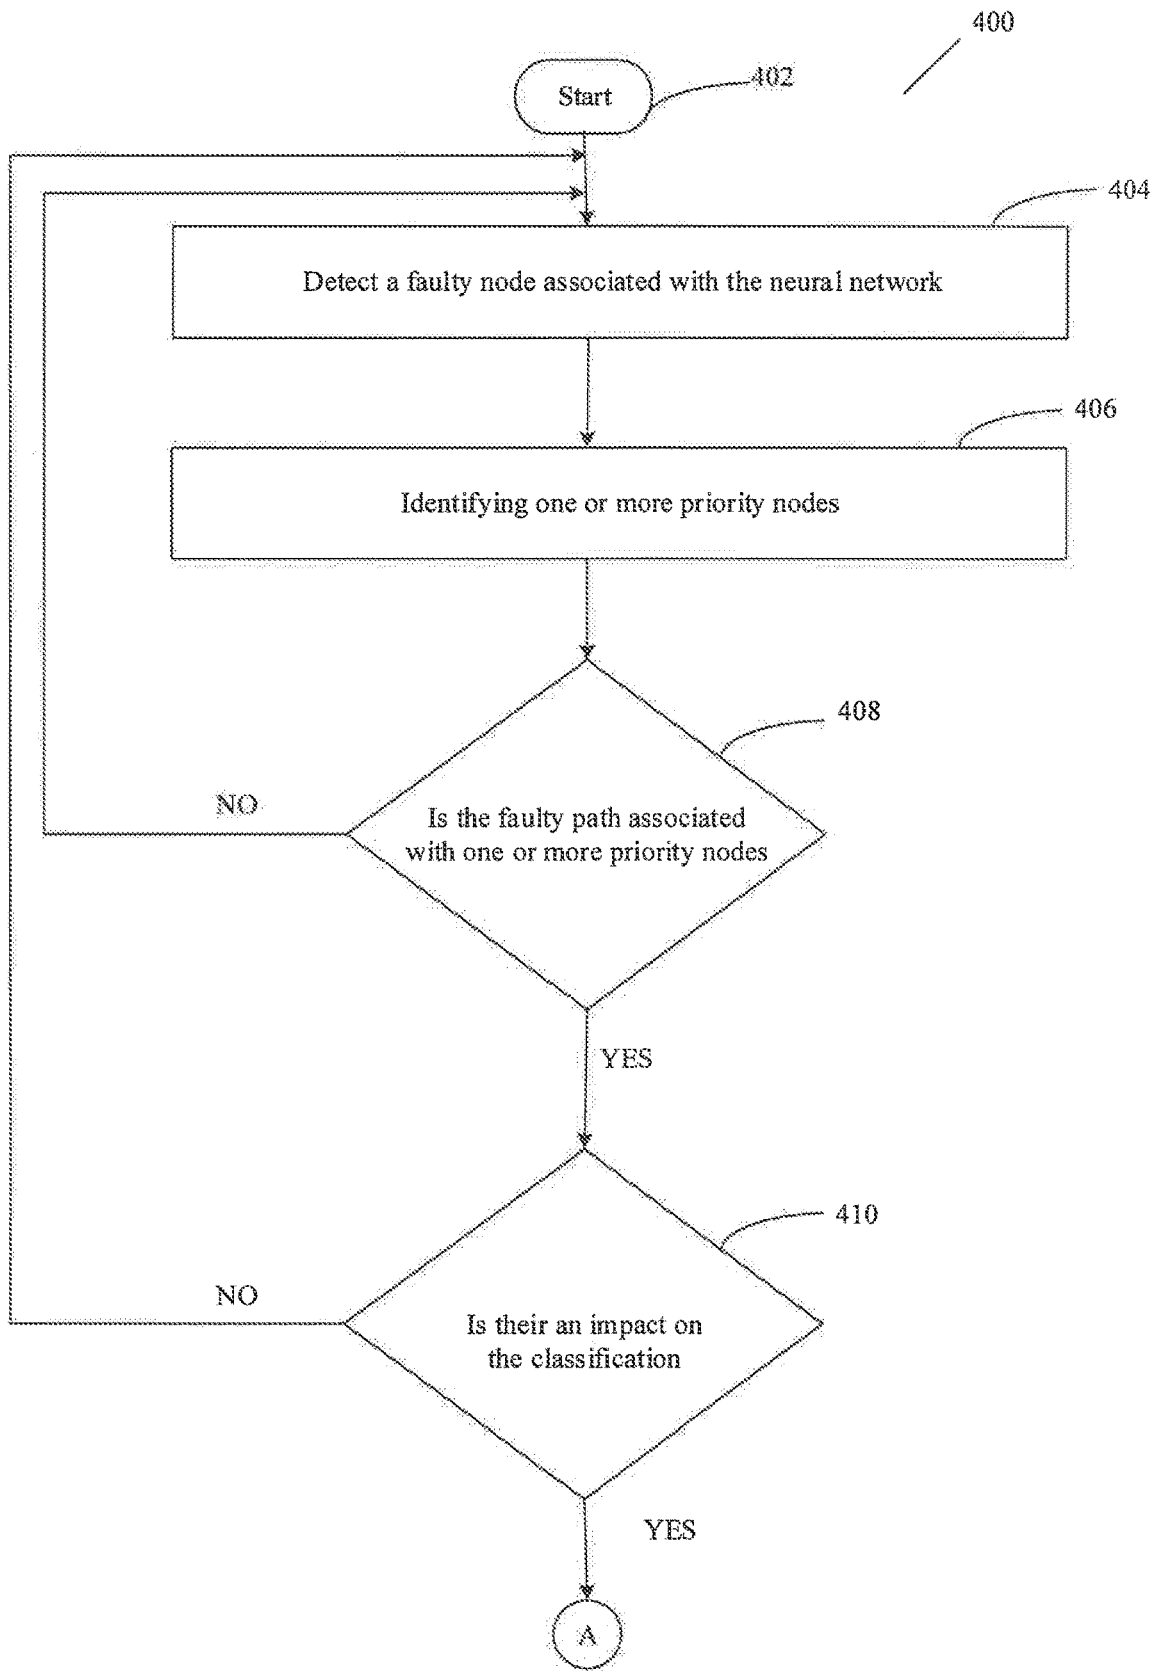 400
Start
402
404
Detect a faulty node associated with the neural network
406
Identifying one or more priority nodes
408
Is the faulty path associated
with one or more priority nodes
NO
YES
410
Is their an impact on
the classification
NO
YES
A